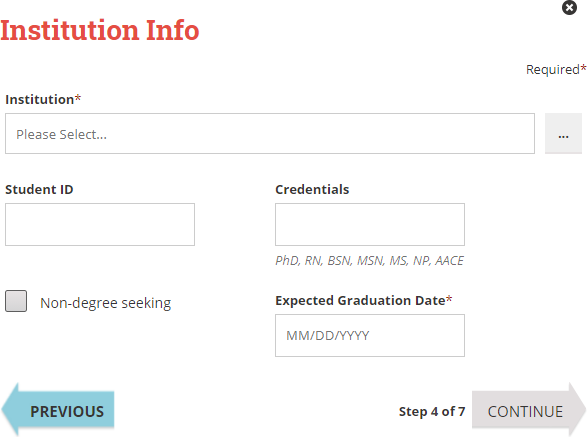 Institution Info
Required*
Institution*
Please Select...
...
Student ID
Credentials
PhD, RN, BSN, MSN, MS, NP, AACE
Non-degree seeking
Expected Graduation Date*
MM/DD/YYYY
PREVIOUS
Step 4 of 7
CONTINUE